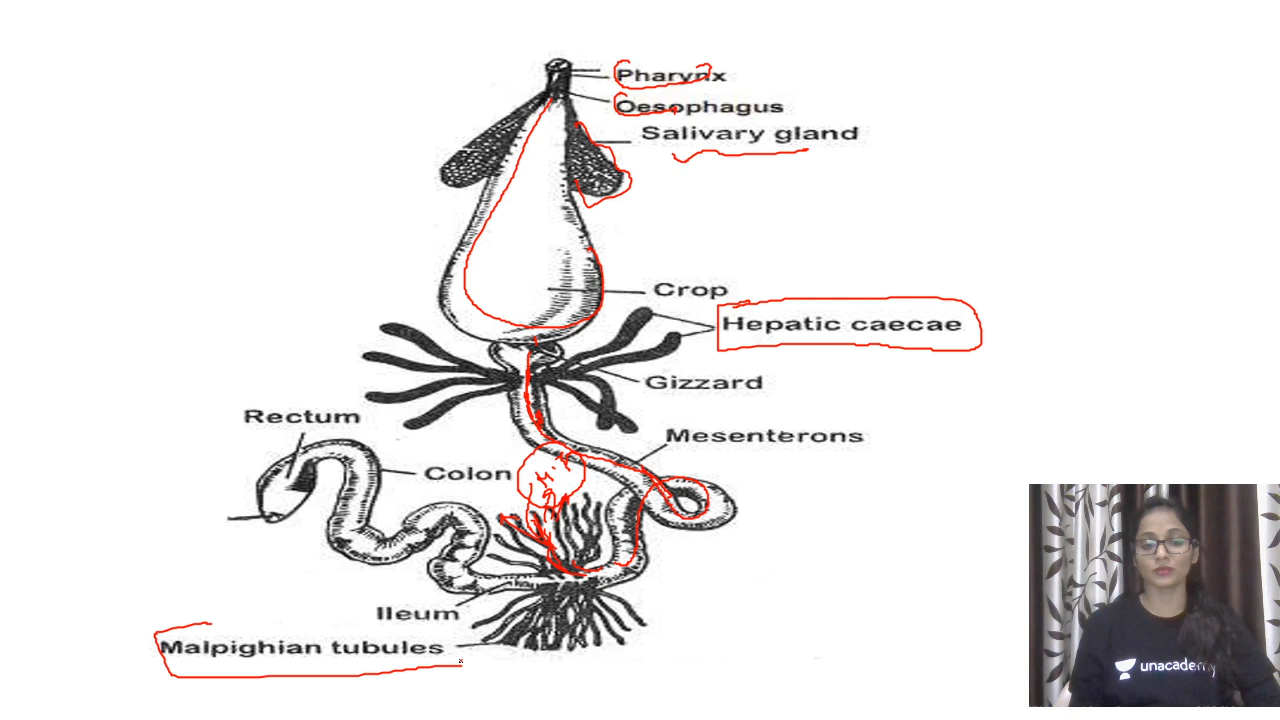 Pharynx
Oesophagus
Salivary gland
Crop
Hepatic caecae
Gizzard
Rectum
Mesenterons
Colon
Ileum
Malpighian tubules
unacademy